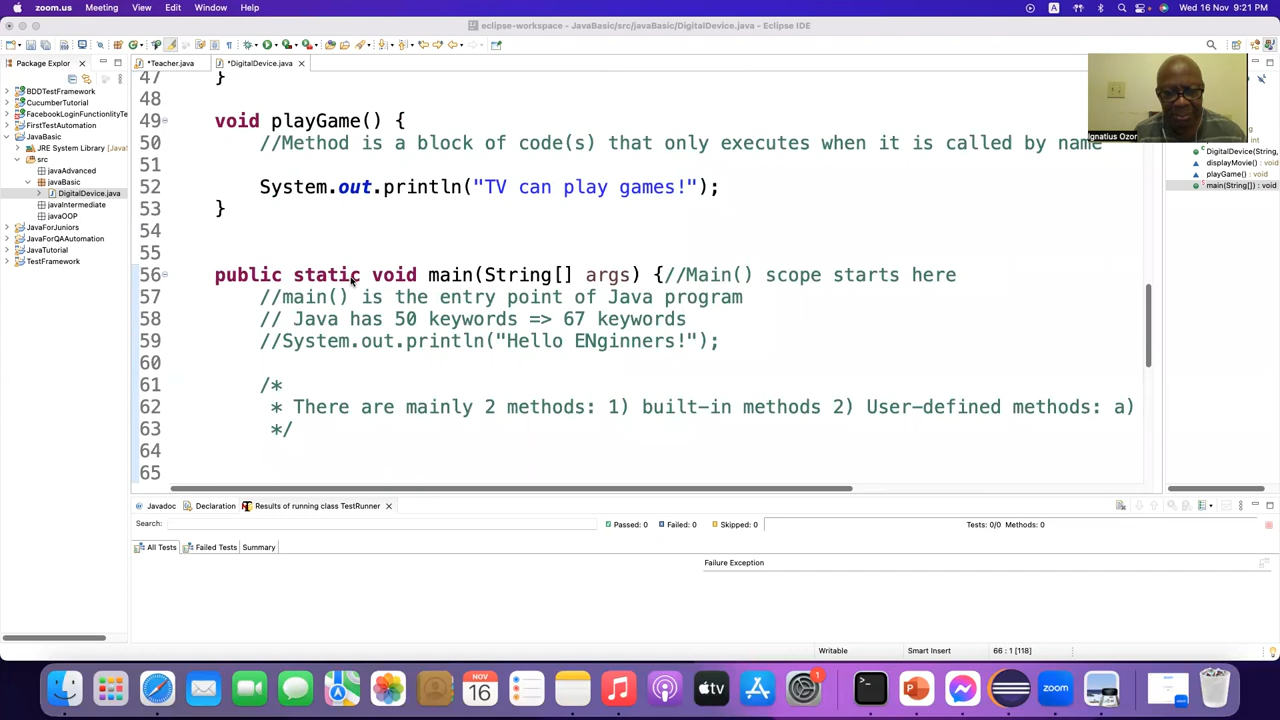 zoom.us Meeting View Edit Window Help
A
Wed 16 Nov 9:21 PM
eclipse-workspace - JavaBasic/src/javaBasic/DigitalDevice.java - Eclipse IDE
Package Explor
*Teacher.java
*DigitalDevice.java
BDDTestFramework
CucumberTutorial
FacebookLoginFunctionlityTe
FirstTestAutomation
JavaBasic
JRE System Library [Java
src
javaAdvanced
javaBasic
DigitalDevice.java
javaIntermediate
javaOOP
JavaForJuniors
JavaForQAAutomation
JavaTutorial
TestFramework
47 }
48
49 void playGame() {
50 //Method is a block of code(s) that only executes when it is called by name
51
52 System.out.println("TV can play games!");
53 }
54
55
56 public static void main(String[] args) {//Main() scope starts here
57 //main() is the entry point of Java program
58 // Java has 50 keywords => 67 keywords
59 //System.out.println("Hello ENginners!");
60
61 /*
62 * There are mainly 2 methods: 1) built-in methods 2) User-defined methods: a)
63 */
64
65
Ignatius Ozor
DigitalDevice(String,
displayMovie() : void
playGame() : void
main(String[]) : void
Javadoc Declaration Results of running class TestRunner
Search:
Passed: 0 Failed: 0 Skipped: 0 Tests: 0/0 Methods: 0
All Tests Failed Tests Summary
Failure Exception
Writable Smart Insert 66 : 1 [118]
NOV
16
tv
1
zoom